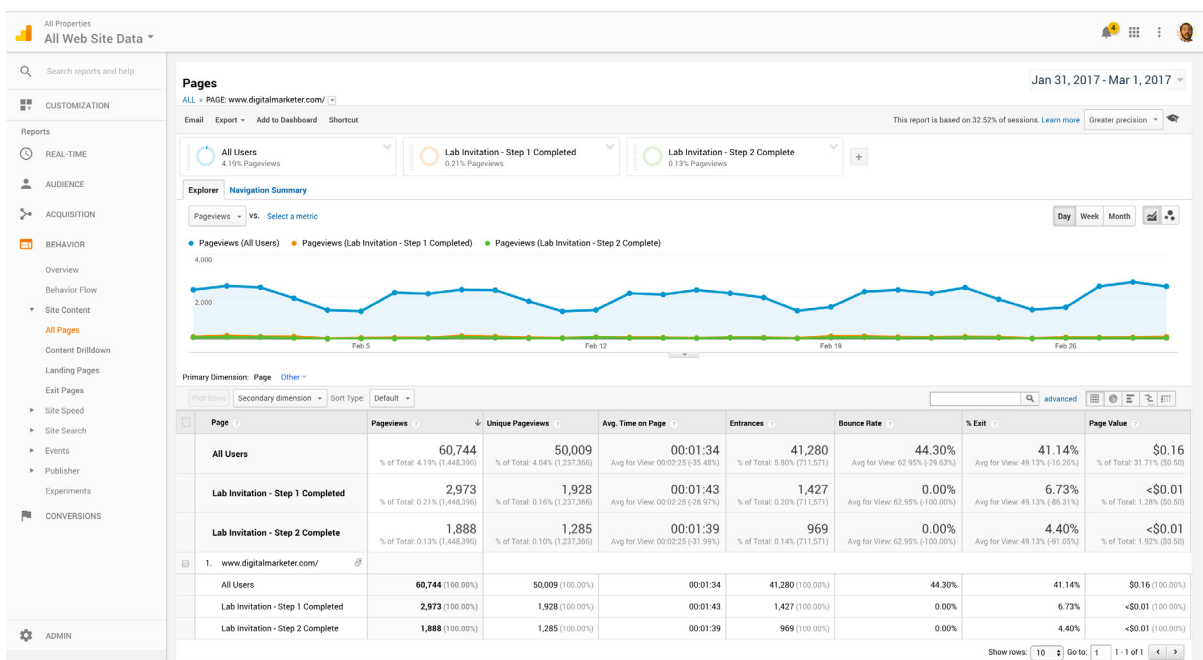 All Properties
All Web Site Data
4
Search reports and help
CUSTOMIZATION
Reports
REAL-TIME
AUDIENCE
ACQUISITION
BEHAVIOR
Overview
Behavior Flow
Site Content
All Pages
Content Drilldown
Landing Pages
Exit Pages
Site Speed
Site Search
Events
Publisher
Experiments
CONVERSIONS
ADMIN
Pages
Jan 31, 2017 - Mar 1, 2017
ALL » PAGE: www.digitalmarketer.com/
Email Export Add to Dashboard Shortcut
This report is based on 32.52% of sessions. Learn more Greater precision
All Users
4.19% Pageviews
Lab Invitation - Step 1 Completed
0.21% Pageviews
Lab Invitation - Step 2 Complete
0.13% Pageviews
+
Explorer Navigation Summary
Pageviews VS. Select a metric
Day Week Month
Pageviews (All Users) Pageviews (Lab Invitation - Step 1 Completed) Pageviews (Lab Invitation - Step 2 Complete)
4,000
2,000
Feb 5 Feb 12 Feb 19 Feb 26
Primary Dimension: Page Other
Plot Rows Secondary dimension Sort Type: Default
advanced
Page ? Pageviews ? Unique Pageviews ? Avg. Time on Page ? Entrances ? Bounce Rate ? % Exit ? Page Value ?
All Users 60,744 50,009 00:01:34 41,280 44.30% 41.14% $0.16
% of Total: 4.19% (1,448,396) % of Total: 4.04% (1,237,366) Avg for View: 00:02:25 (-35.48%) % of Total: 5.80% (711,571) Avg for View: 62.95% (-29.63%) Avg for View: 49.13% (-16.26%) % of Total: 31.71% ($0.50)
Lab Invitation - Step 1 Completed 2,973 1,928 00:01:43 1,427 0.00% 6.73% <$0.01
% of Total: 0.21% (1,448,396) % of Total: 0.16% (1,237,366) Avg for View: 00:02:25 (-28.97%) % of Total: 0.20% (711,571) Avg for View: 62.95% (-100.00%) Avg for View: 49.13% (-86.31%) % of Total: 1.28% ($0.50)
Lab Invitation - Step 2 Complete 1,888 1,285 00:01:39 969 0.00% 4.40% <$0.01
% of Total: 0.13% (1,448,396) % of Total: 0.10% (1,237,366) Avg for View: 00:02:25 (-31.99%) % of Total: 0.14% (711,571) Avg for View: 62.95% (-100.00%) Avg for View: 49.13% (-91.05%) % of Total: 1.92% ($0.50)
1. www.digitalmarketer.com/
All Users 60,744 (100.00%) 50,009 (100.00%) 00:01:34 41,280 (100.00%) 44.30% 41.14% $0.16 (100.00%)
Lab Invitation - Step 1 Completed 2,973 (100.00%) 1,928 (100.00%) 00:01:43 1,427 (100.00%) 0.00% 6.73% <$0.01 (100.00%)
Lab Invitation - Step 2 Complete 1,888 (100.00%) 1,285 (100.00%) 00:01:39 969 (100.00%) 0.00% 4.40% <$0.01 (100.00%)
Show rows: 10 Go to: 1 1 - 1 of 1